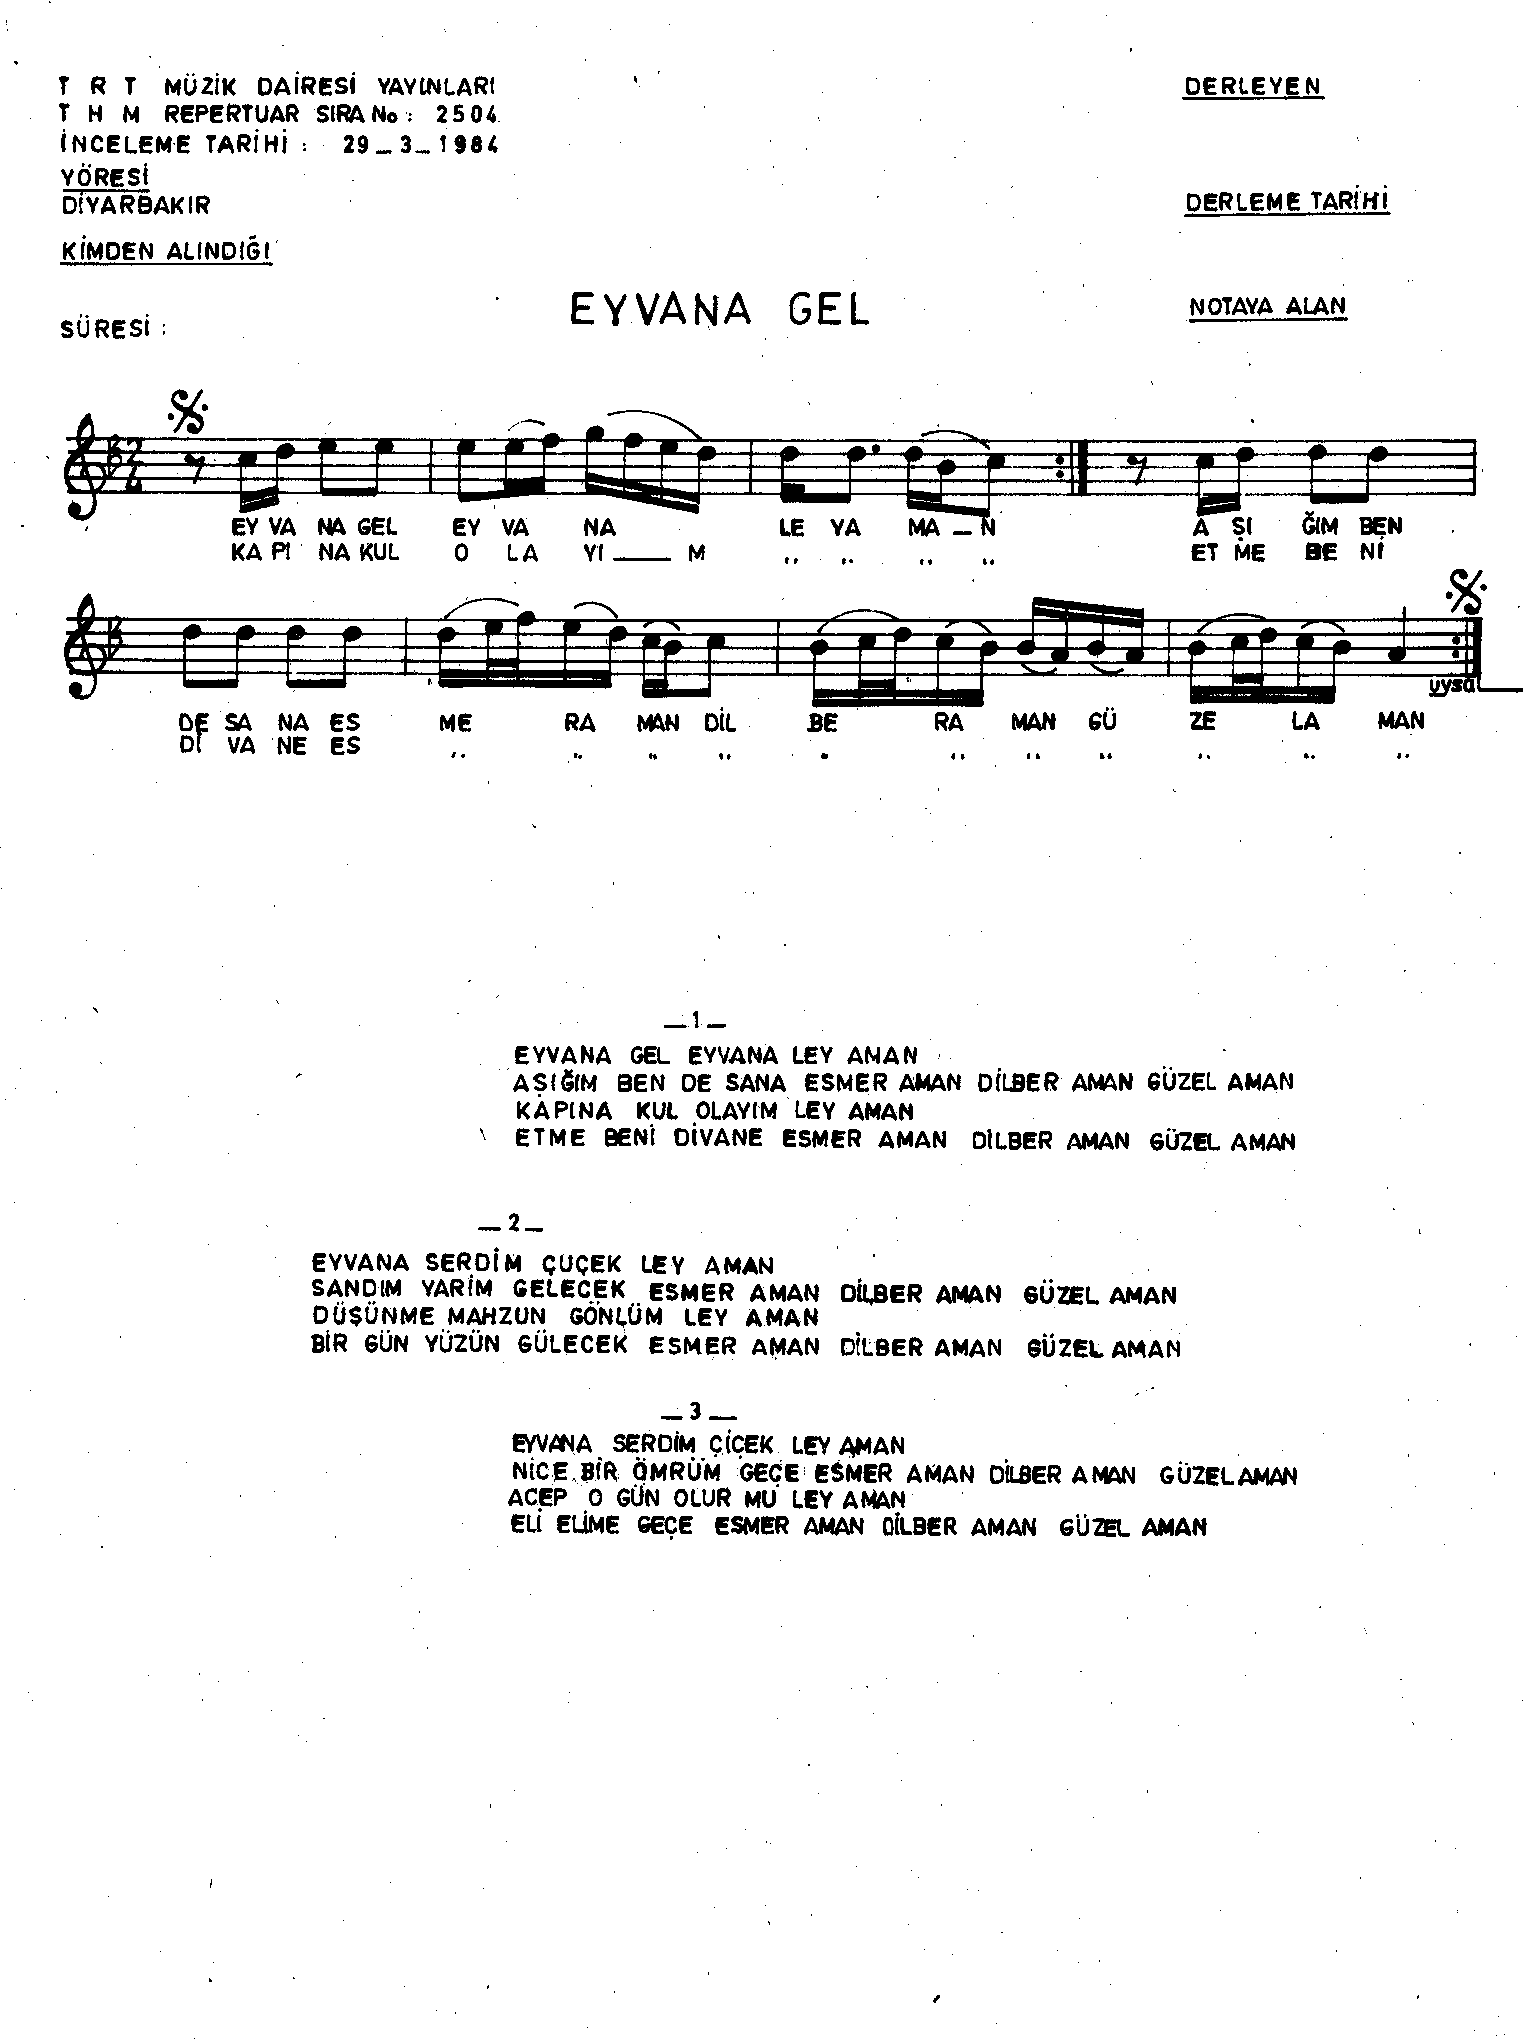 T R T MÜZİK DAİRESİ YAYINLARI
T H M REPERTUAR SIRA No : 2504
İNCELEME TARİHİ : 29_3_1984
YÖRESİ
DİYARBAKIR
KİMDEN ALINDIĞI
SÜRESİ :
DERLEYEN
DERLEME TARİHİ
NOTAYA ALAN
EYVANA GEL
EY VA NA GEL EY VA NA LE YA MA _ N A ŞI ĞIM BEN
KA PI NA KUL O LA YI ___ M ,, ,, ,, ,, ET ME BE Nİ
uysal
DE SA NA ES ME RA MAN DİL BE RA MAN GÜ ZE LA MAN
Dİ VA NE ES ,, ,, ,, ,, ,, ,, ,, ,, ,, ,, ,,
_1_
EYVANA GEL EYVANA LEY AMAN
AŞIĞIM BEN DE SANA ESMER AMAN DİLBER AMAN GÜZEL AMAN
KAPINA KUL OLAYIM LEY AMAN
ETME BENİ DİVANE ESMER AMAN DİLBER AMAN GÜZEL AMAN
_2_
EYVANA SERDİM ÇUÇEK LEY AMAN
SANDIM YARİM GELECEK ESMER AMAN DİLBER AMAN GÜZEL AMAN
DÜŞÜNME MAHZUN GÖNLÜM LEY AMAN
BİR GÜN YÜZÜN GÜLECEK ESMER AMAN DİLBER AMAN GÜZEL AMAN
_3_
EYVANA SERDİM ÇİÇEK LEY AMAN
NİCE BİR ÖMRÜM GEÇE ESMER AMAN DİLBER AMAN GÜZEL AMAN
ACEP O GÜN OLUR MU LEY AMAN
ELİ ELİME GEÇE ESMER AMAN DİLBER AMAN GÜZEL AMAN